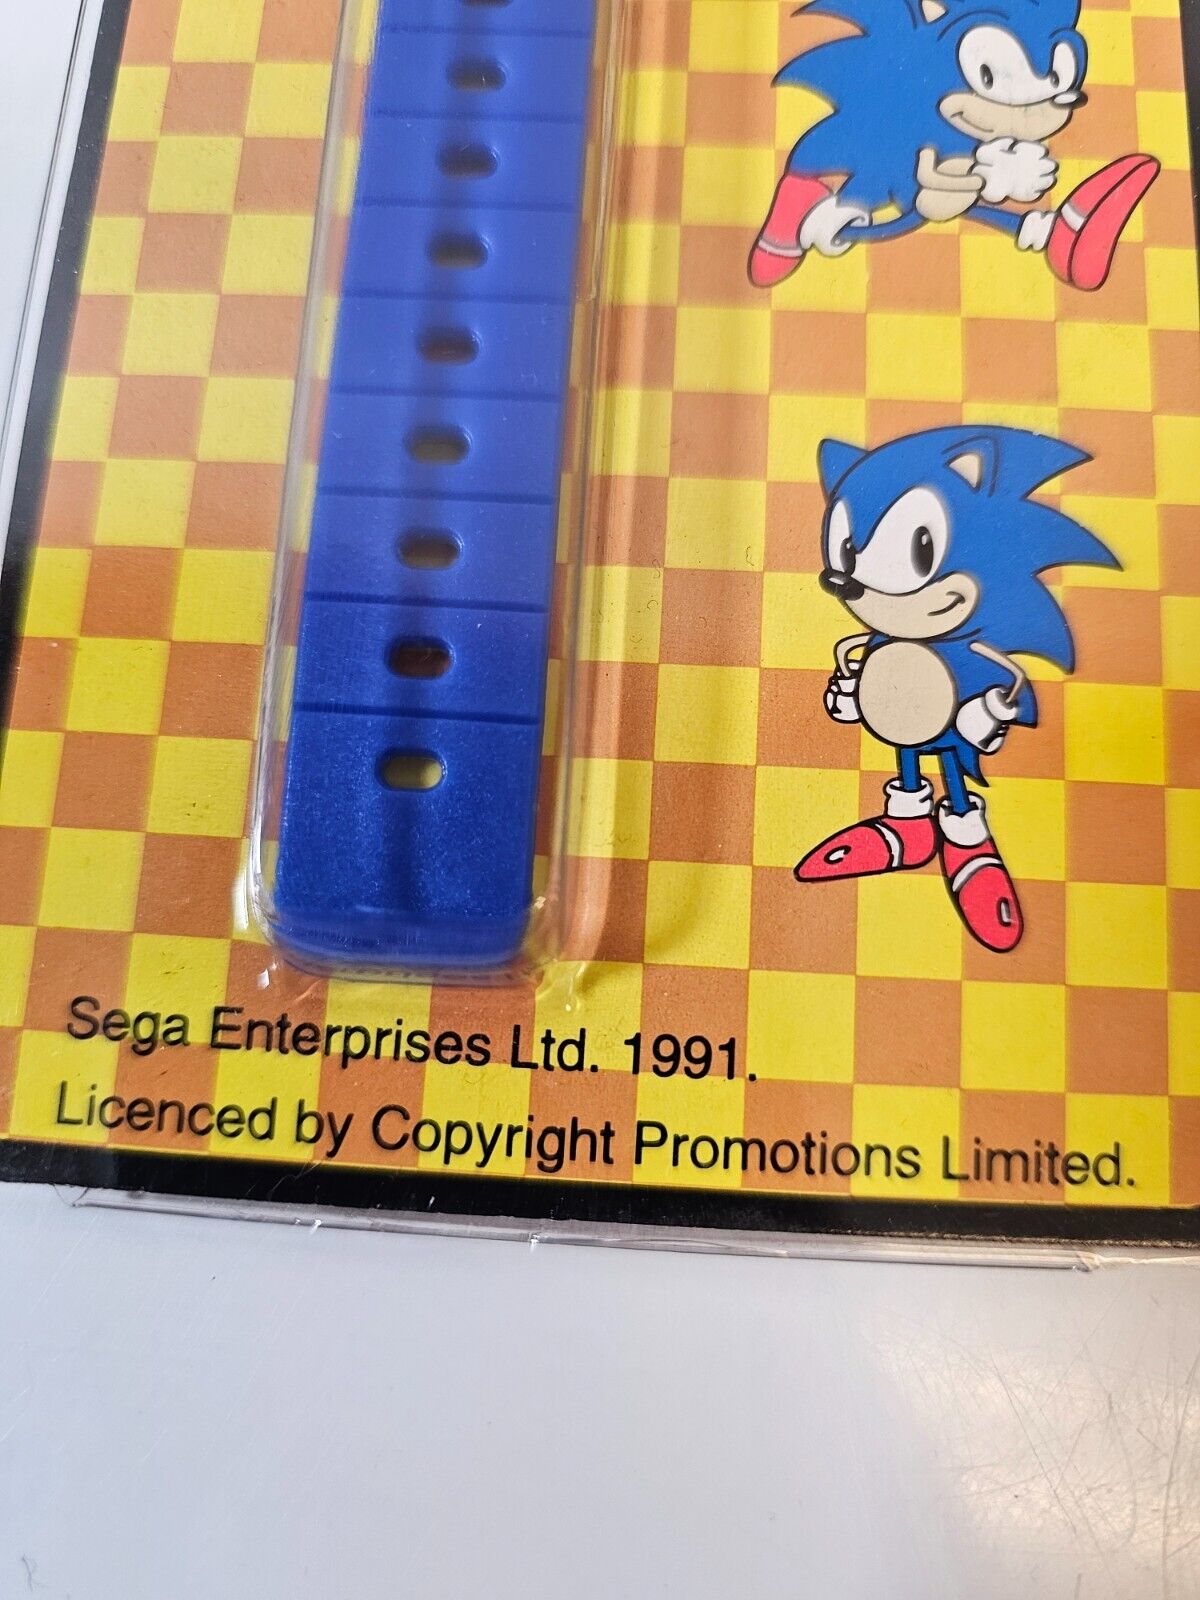 Sega Enterprises Ltd. 1991.
Licenced by Copyright Promotions Limited.